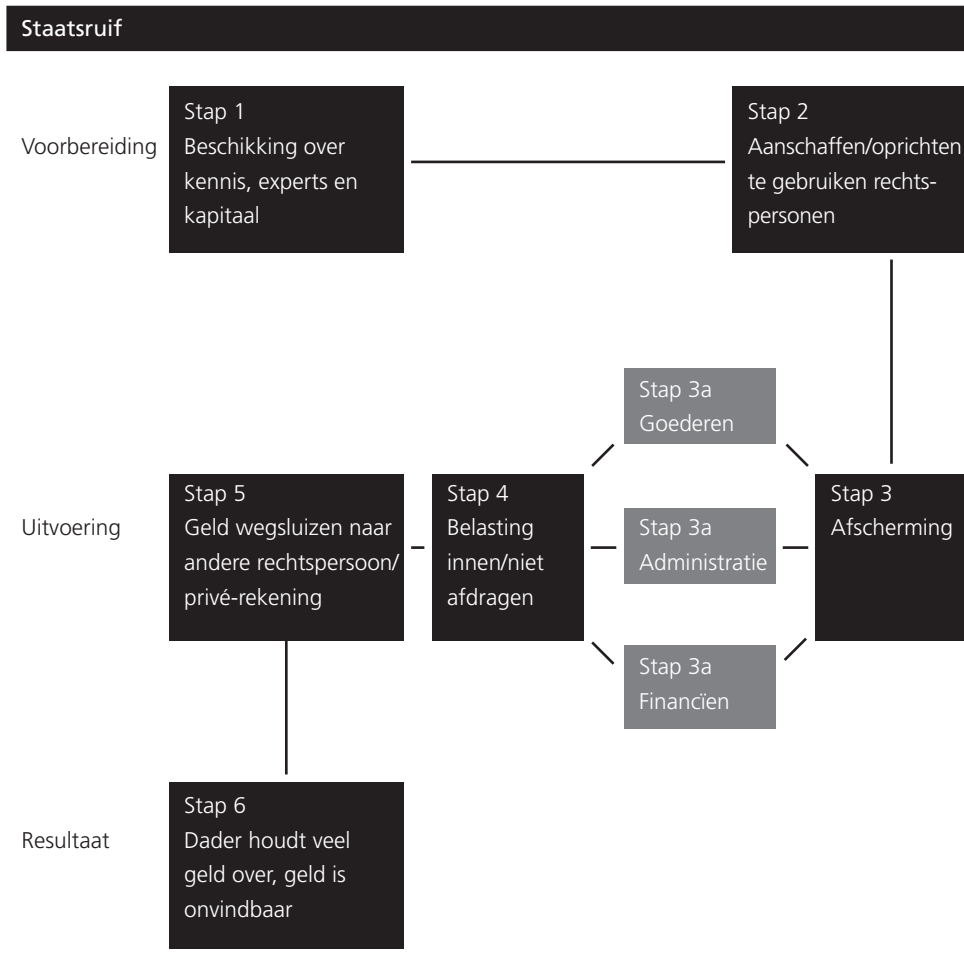 Staatsruif
Voorbereiding
Stap 1
Beschikking over
kennis, experts en
kapitaal
Stap 2
Aanschaffen/oprichten
te gebruiken rechts-
personen
Uitvoering
Stap 5
Geld wegsluizen naar
andere rechtspersoon/
privé-rekening
Stap 4
Belasting
innen/niet
afdragen
Stap 3a
Goederen
Stap 3a
Administratie
Stap 3a
Financïen
Stap 3
Afscherming
Resultaat
Stap 6
Dader houdt veel
geld over, geld is
onvindbaar